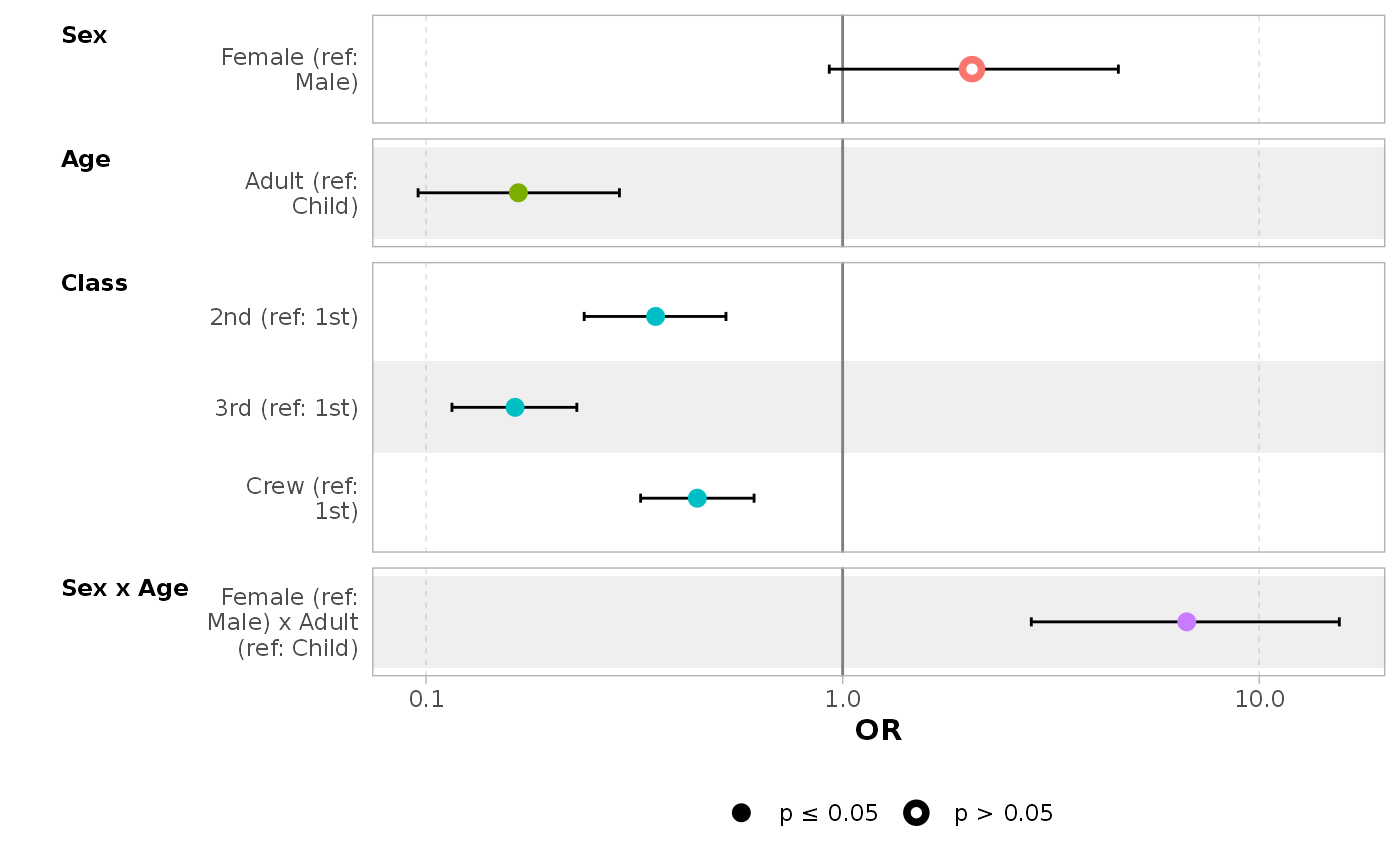 Sex
Female (ref:
Male)
Age
Adult (ref:
Child)
Class
2nd (ref: 1st)
3rd (ref: 1st)
Crew (ref:
1st)
Sex x Age
Female (ref:
Male) x Adult
(ref: Child)
0.1 1.0 10.0
OR
p ≤ 0.05 p > 0.05